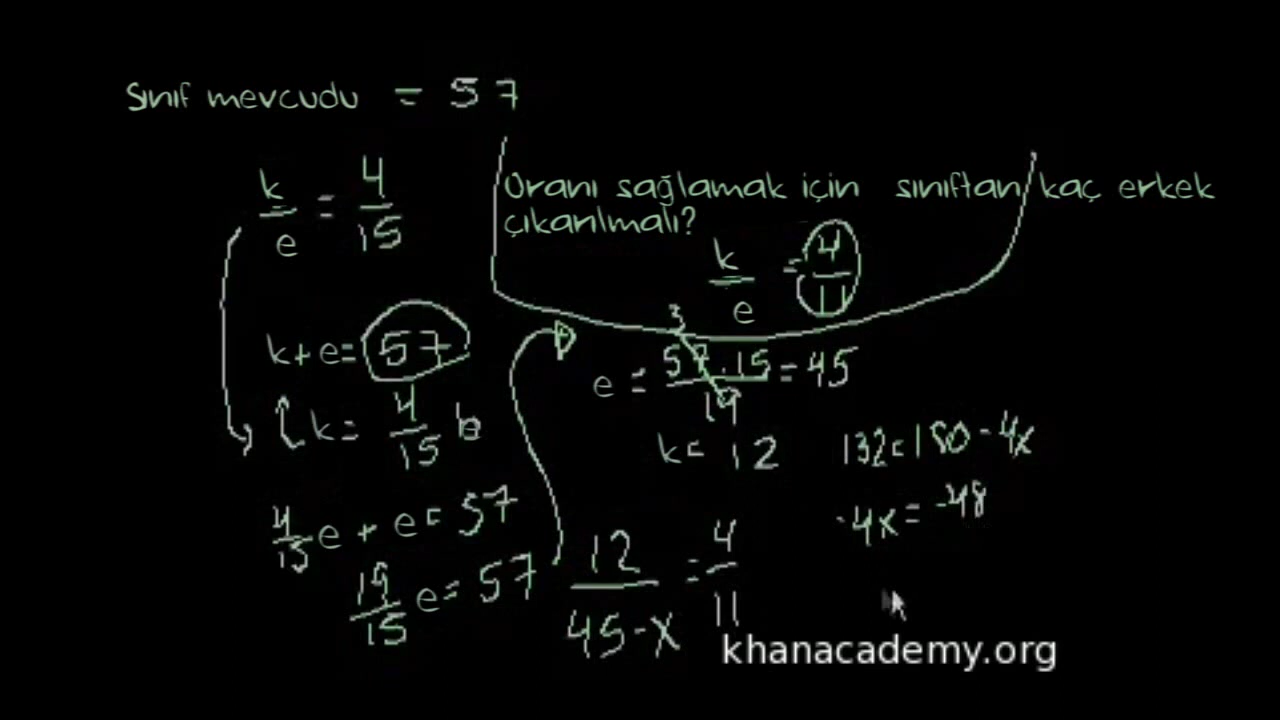 Sınıf mevcudu = 57
k/e = 4/15
Oranı sağlamak için sınıftan kaç erkek
çıkarılmalı?
k/e = 4/11
k+e=57
k= 4/15 e
4/15 e + e = 57
19/15 e = 57
3
e = 57.15/19 = 45
k= 12
12/45-x = 4/11
132=180-4x
-4x=-48
khanacademy.org